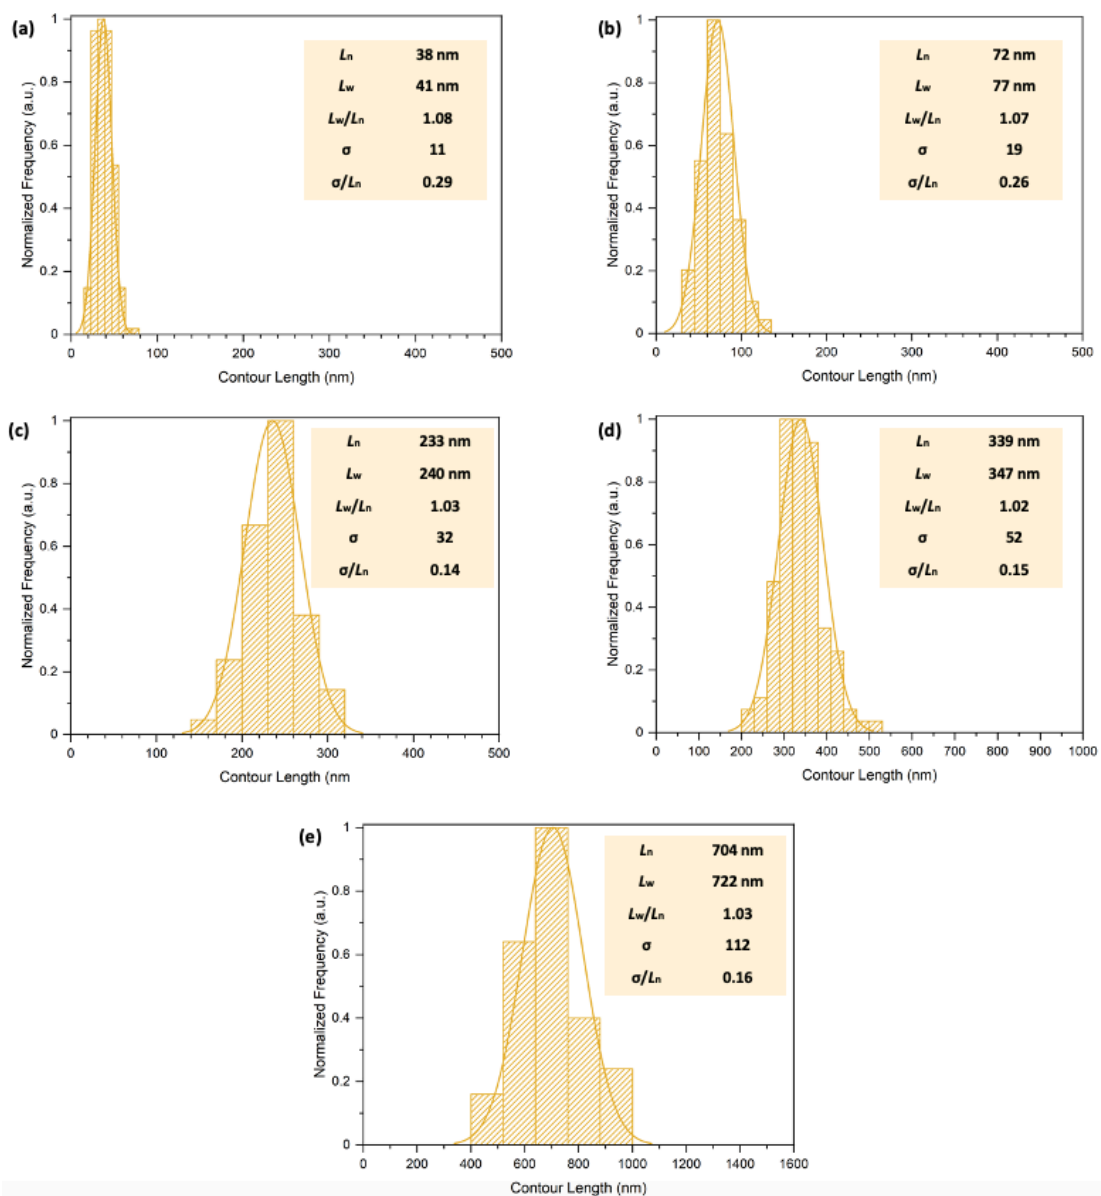 (a)
Normalized Frequency (a.u.)
1
0.8
0.6
0.4
0.2
0
0 100 200 300 400 500
Contour Length (nm)
Ln 38 nm
Lw 41 nm
Lw/Ln 1.08
σ 11
σ/Ln 0.29
(b)
Normalized Frequency (a.u.)
1
0.8
0.6
0.4
0.2
0
0 100 200 300 400 500
Contour Length (nm)
Ln 72 nm
Lw 77 nm
Lw/Ln 1.07
σ 19
σ/Ln 0.26
(c)
Normalized Frequency (a.u.)
1
0.8
0.6
0.4
0.2
0
0 100 200 300 400 500
Contour Length (nm
Ln 233 nm
Lw 240 nm
Lw/Ln 1.03
σ 32
σ/Ln 0.14
(d)
Normalized Frequency (a.u.)
1
0.8
0.6
0.4
0.2
0
0 100 200 300 400 500 600 700 800 900 1000
Contour Length (nm)
Ln 339 nm
Lw 347 nm
Lw/Ln 1.02
σ 52
σ/Ln 0.15
(e)
Normalized Frequency (a.u.)
1
0.8
0.6
0.4
0.2
0
0 200 400 600 800 1000 1200 1400 1600
Contour Length (nm)
Ln 704 nm
Lw 722 nm
Lw/Ln 1.03
σ 112
σ/Ln 0.16